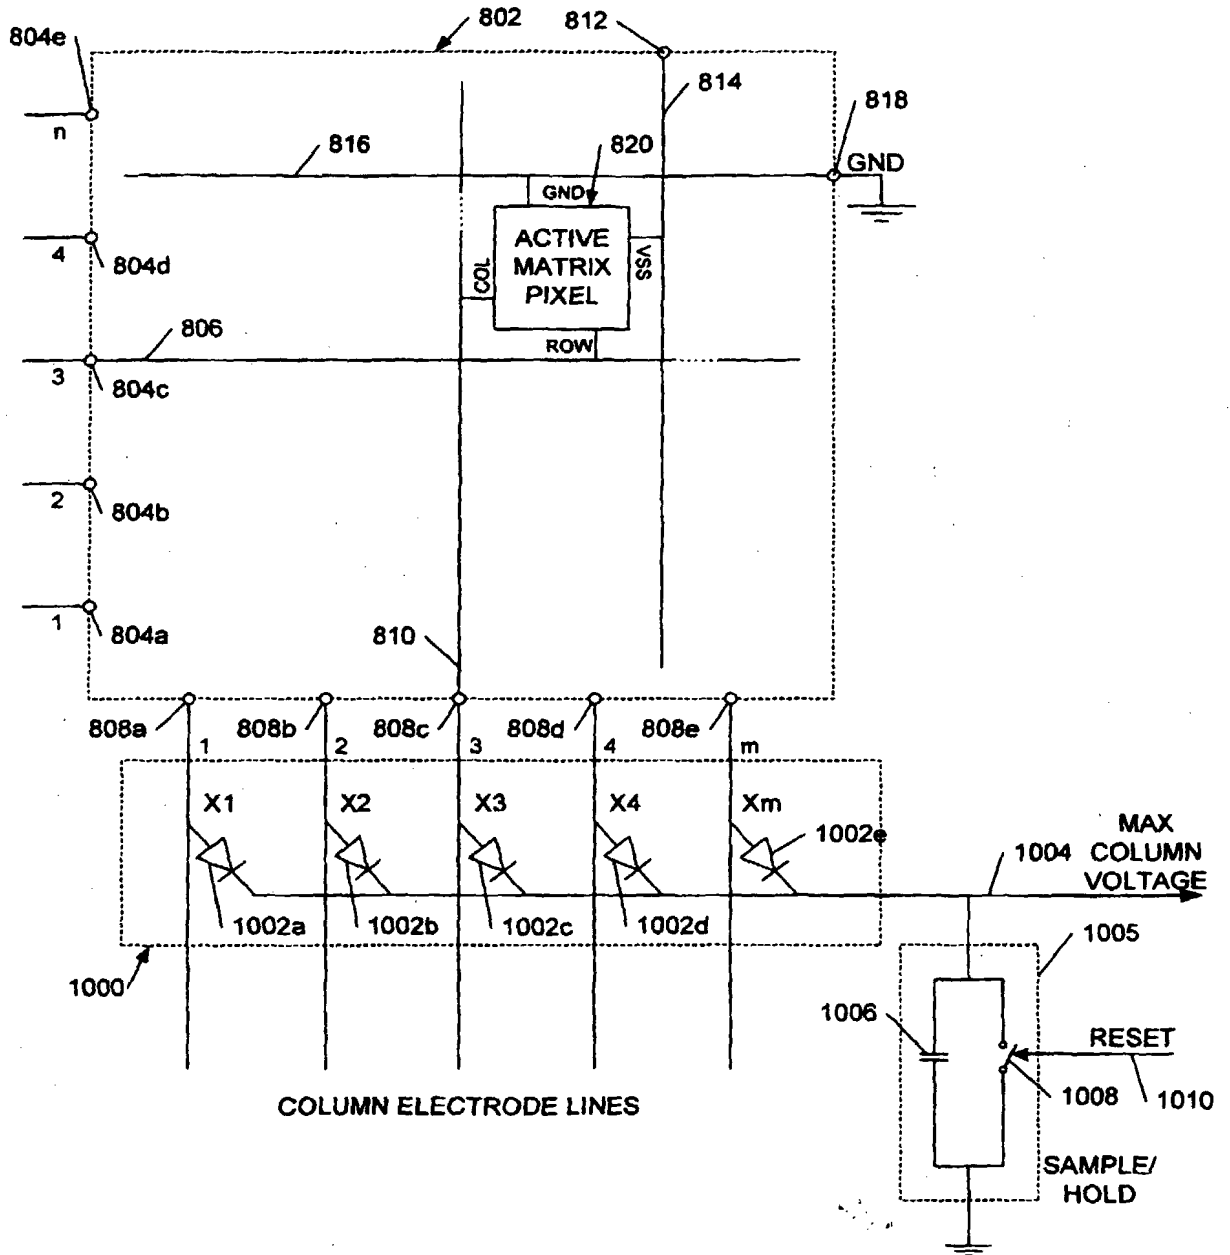 802
812
804e
814
818
n
816
820
GND
GND
ACTIVE
MATRIX
PIXEL
COL
VSS
4
804d
806
ROW
3
804c
2
804b
1
804a
810
808a
808b
808c
808d
808e
1
2
3
4
m
X1
X2
X3
X4
Xm
1002e
1004
MAX
COLUMN
VOLTAGE
1002a
1002b
1002c
1002d
1005
1000
1006
RESET
1008
1010
COLUMN ELECTRODE LINES
SAMPLE/
HOLD